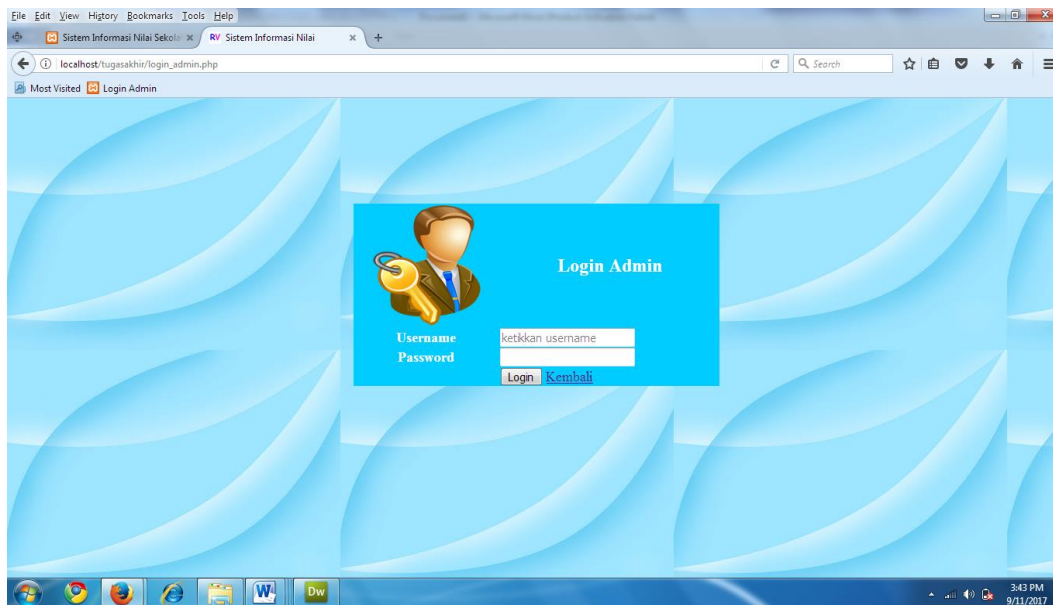 File Edit View History Bookmarks Tools Help
Sistem Informasi Nilai Sekola
RV Sistem Informasi Nilai
localhost/tugasakhir/login_admin.php
Search
Most Visited Login Admin
Login Admin
Username ketikkan username
Password
Login Kembali
W Dw
3:43 PM
9/11/2017